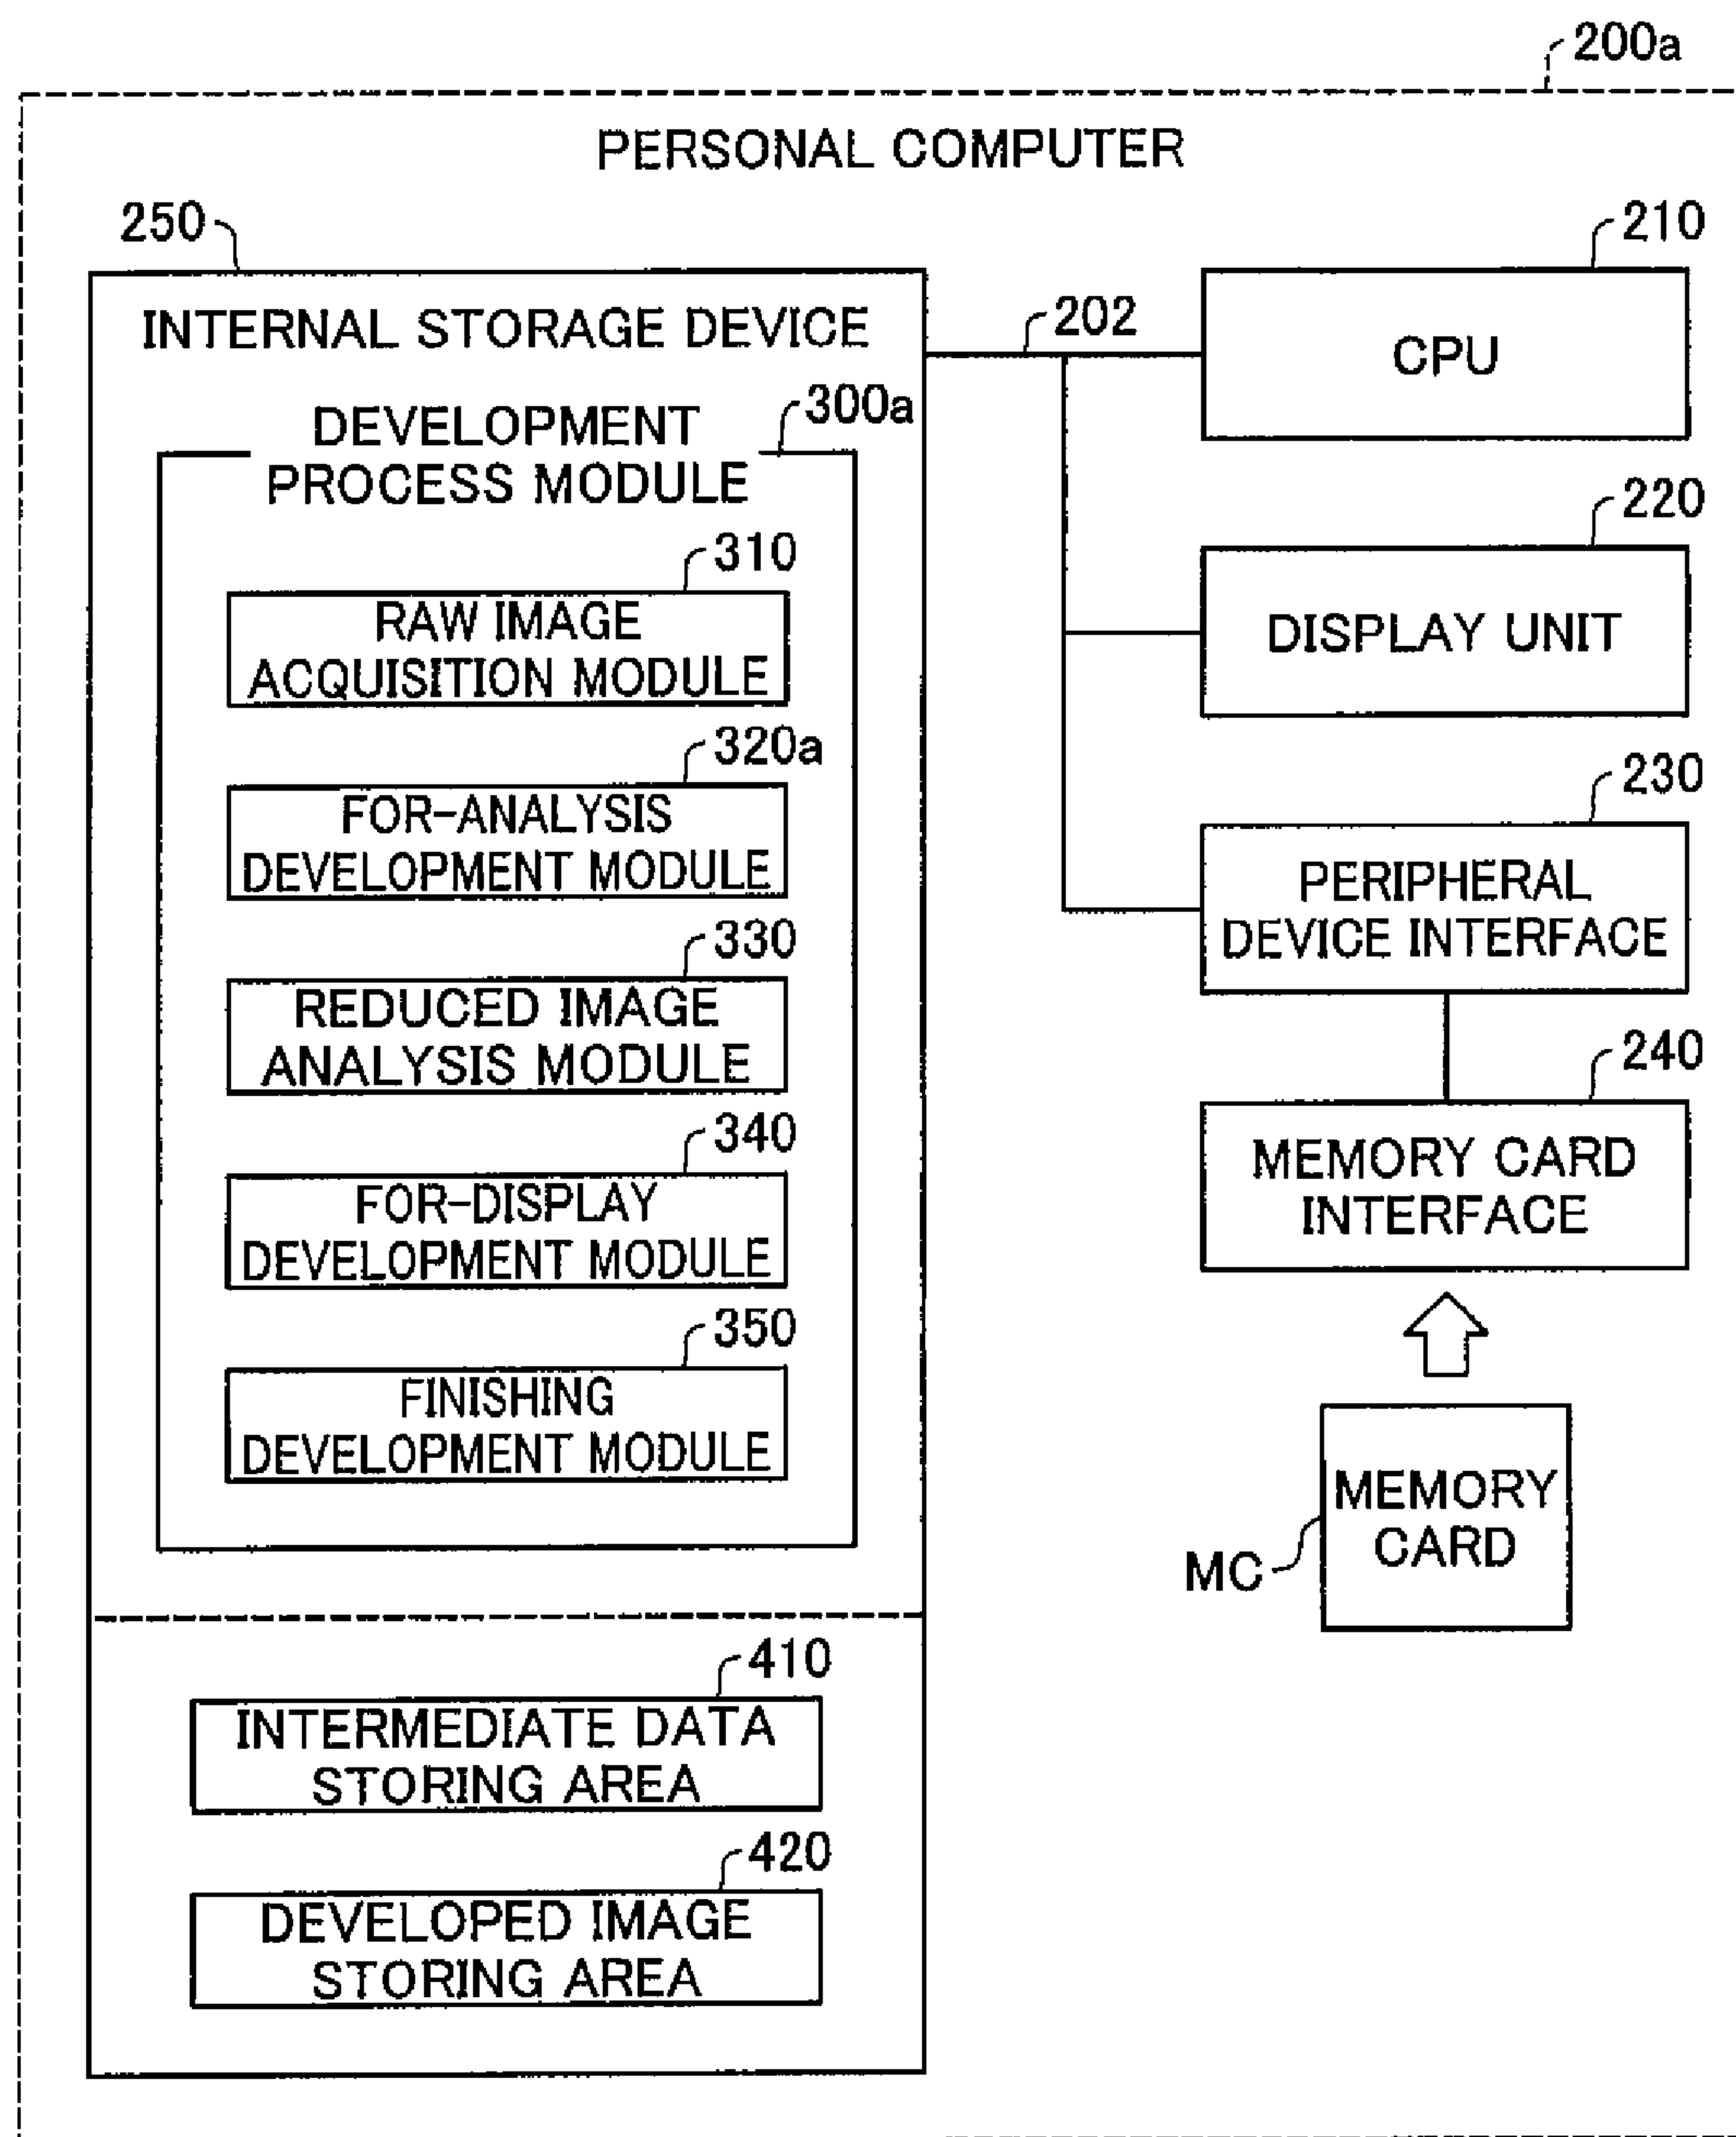 200a
PERSONAL COMPUTER
250
INTERNAL STORAGE DEVICE
300a
DEVELOPMENT
PROCESS MODULE
310
RAW IMAGE
ACQUISITION MODULE
320a
FOR-ANALYSIS
DEVELOPMENT MODULE
330
REDUCED IMAGE
ANALYSIS MODULE
340
FOR-DISPLAY
DEVELOPMENT MODULE
350
FINISHING
DEVELOPMENT MODULE
410
INTERMEDIATE DATA
STORING AREA
420
DEVELOPED IMAGE
STORING AREA
202
210
CPU
220
DISPLAY UNIT
230
PERIPHERAL
DEVICE INTERFACE
240
MEMORY CARD
INTERFACE
MEMORY
CARD
MC